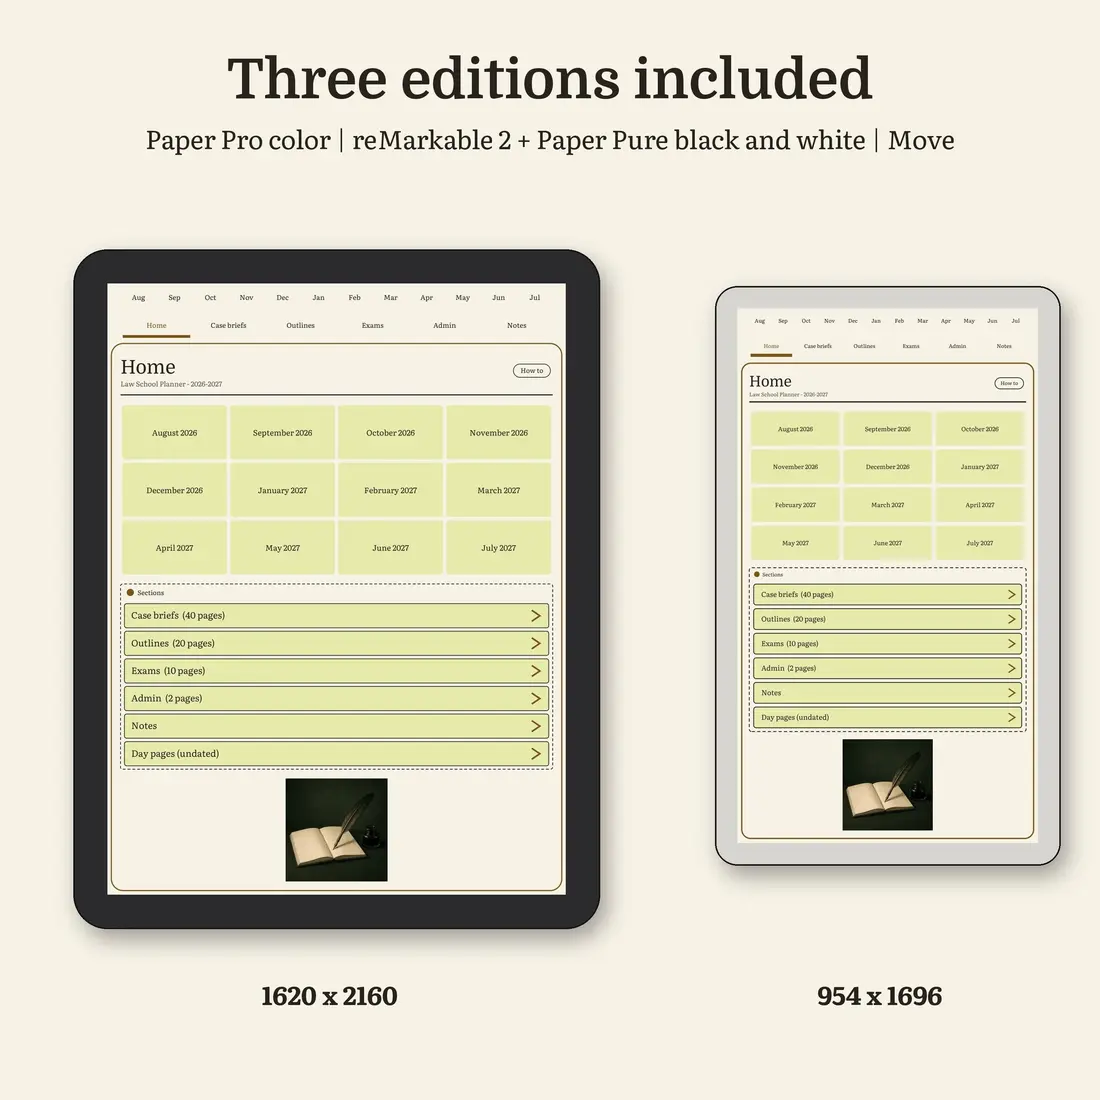 Three editions included
Paper Pro color | reMarkable 2 + Paper Pure black and white | Move
Aug Sep Oct Nov Dec Jan Feb Mar Apr May Jun Jul
Home Case briefs Outlines Exams Admin Notes
Home
How to
Law School Planner - 2026-2027
August 2026 September 2026 October 2026 November 2026
December 2026 January 2027 February 2027 March 2027
April 2027 May 2027 June 2027 July 2027
Sections
Case briefs (40 pages)
Outlines (20 pages)
Exams (10 pages)
Admin (2 pages)
Notes
Day pages (undated)
1620 x 2160
Aug Sep Oct Nov Dec Jan Feb Mar Apr May Jun Jul
Home Case briefs Outlines Exams Admin Notes
Home
How to
Law School Planner - 2026-2027
August 2026 September 2026 October 2026
November 2026 December 2026 January 2027
February 2027 March 2027 April 2027
May 2027 June 2027 July 2027
Sections
Case briefs (40 pages)
Outlines (20 pages)
Exams (10 pages)
Admin (2 pages)
Notes
Day pages (undated)
954 x 1696